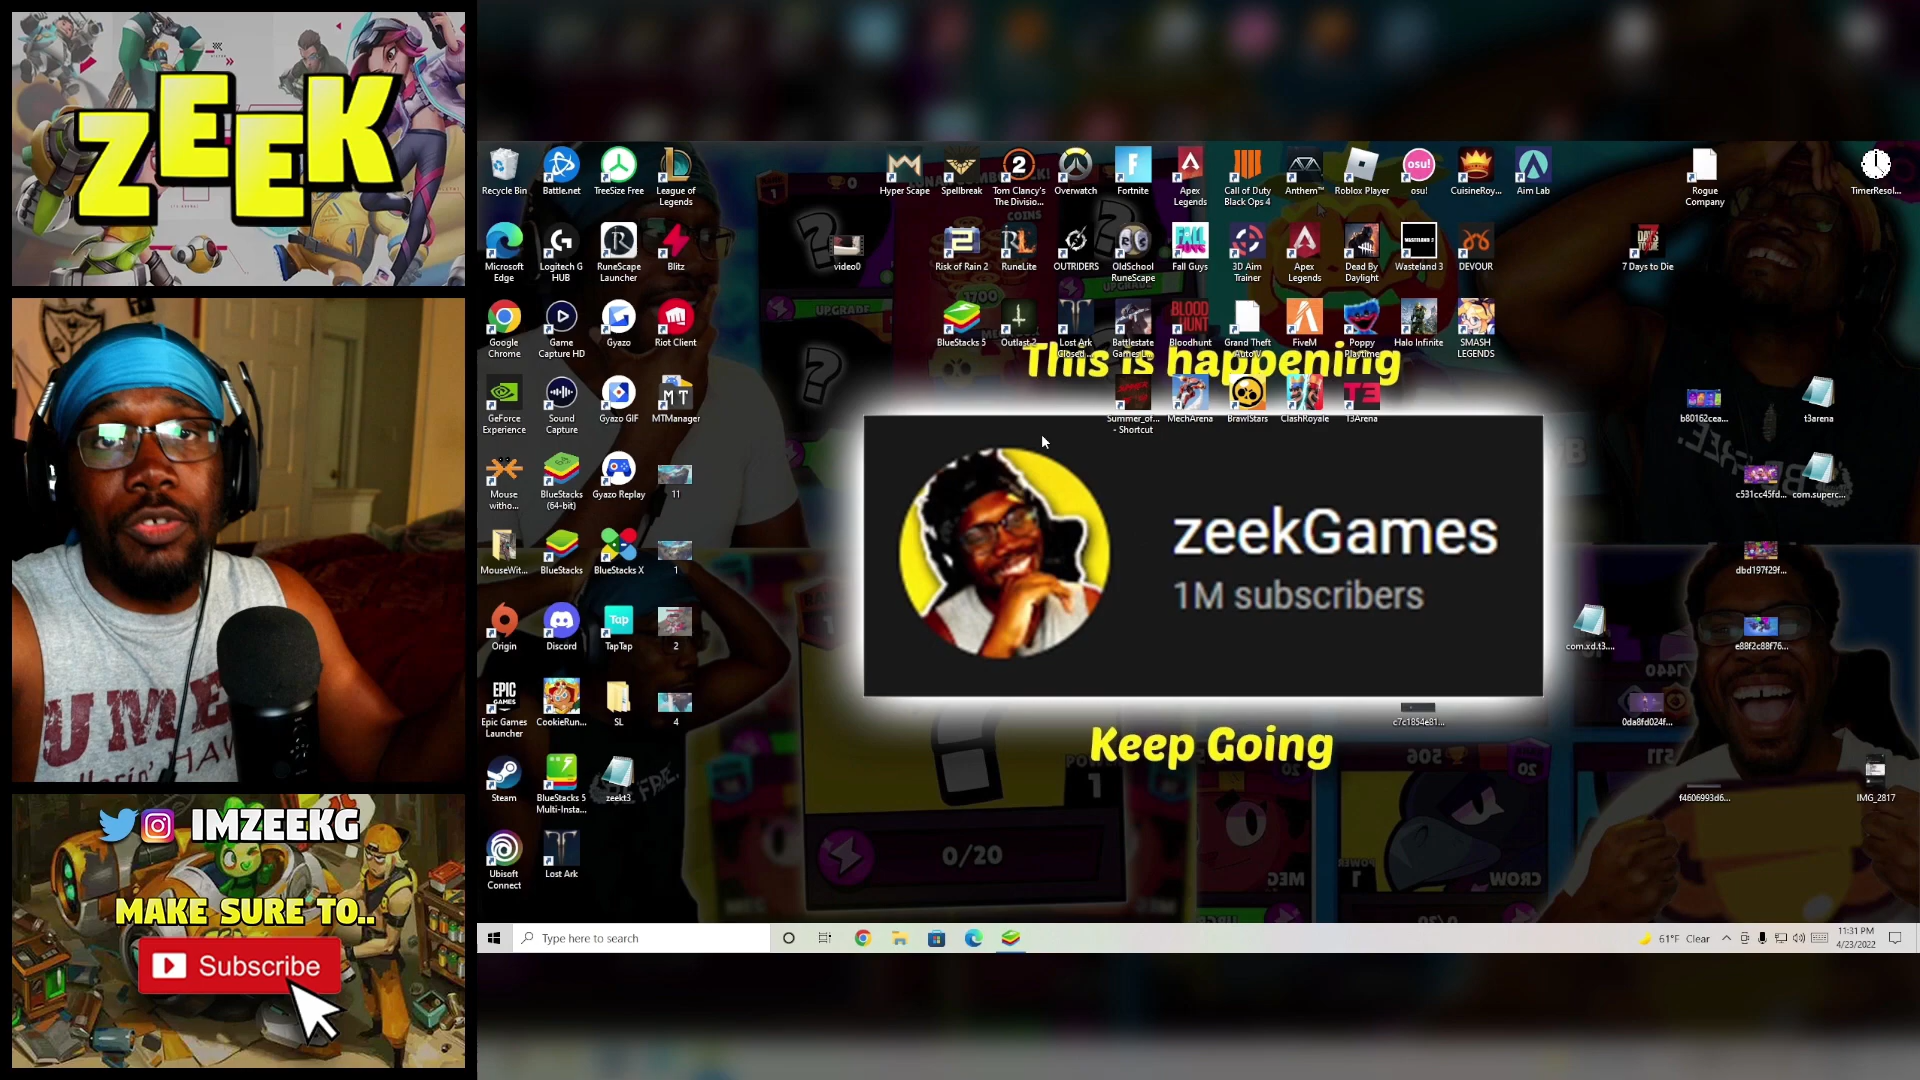 ZEEK
IMZEEKG
MAKE SURE TO..
Subscribe
Recycle Bin
Battle.net
TreeSize Free
League of
Legends
Hyper Scape
Spellbreak
Tom Clancy's
The Divisio...
Overwatch
Fortnite
Apex
Legends
Call of Duty
Black Ops 4
Anthem™
Roblox Player
osu!
CuisineRoy...
Aim Lab
Rogue
Company
TimerResol...
Microsoft
Edge
Logitech G
HUB
RuneScape
Launcher
Blitz
video0
Risk of Rain 2
RuneLite
OUTRIDERS
OldSchool
RuneScape
Fall Guys
3D Aim
Trainer
Apex
Legends
Dead By
Daylight
Wasteland 3
DEVOUR
7 Days to Die
Google
Chrome
Game
Capture HD
Gyazo
Riot Client
BlueStacks 5
Outlast 2
Lost Ark
Closed ...
Battlestate
Games L...
Bloodhunt
Grand Theft
Auto V
FiveM
Poppy
Playtime
Halo Infinite
SMASH
LEGENDS
This is happening
GeForce
Experience
Sound
Capture
Gyazo GIF
MTManager
Summer_of...
- Shortcut
MechArena
BrawlStars
ClashRoyale
T3Arena
b80162cea...
t3arena
Mouse
witho...
BlueStacks
(64-bit)
Gyazo Replay
11
c531cc45fd...
com.superc...
zeekGames
1M subscribers
MouseWit...
BlueStacks
BlueStacks X
1
dbd197f29f...
Origin
Discord
TapTap
2
com.xd.t3....
e88f2c88f76...
Epic Games
Launcher
CookieRun...
SL
4
c7c1854e81...
0da8fd024f...
Keep Going
Steam
BlueStacks 5
Multi-Insta...
zeekt3
f4606993d6...
IMG_2817
Ubisoft
Connect
Lost Ark
0/20
Type here to search
61°F Clear
11:31 PM
4/23/2022